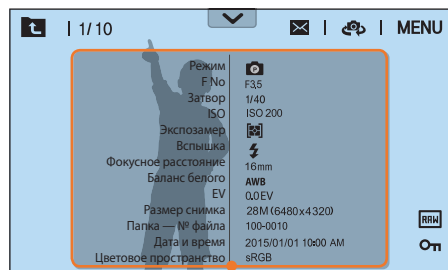 1/10 MENU
Режим P
F No F3,5
Затвор 1/40
ISO ISO 200
Экспозамер
Вспышка
Фокусное расстояние 16mm
Баланс белого AWB
EV 0.0EV
Размер снимка 28M (6480x4320)
RAW
Папка — № файла 100-0010
Дата и время 2015/01/01 10:00 AM
Цветовое пространство sRGB